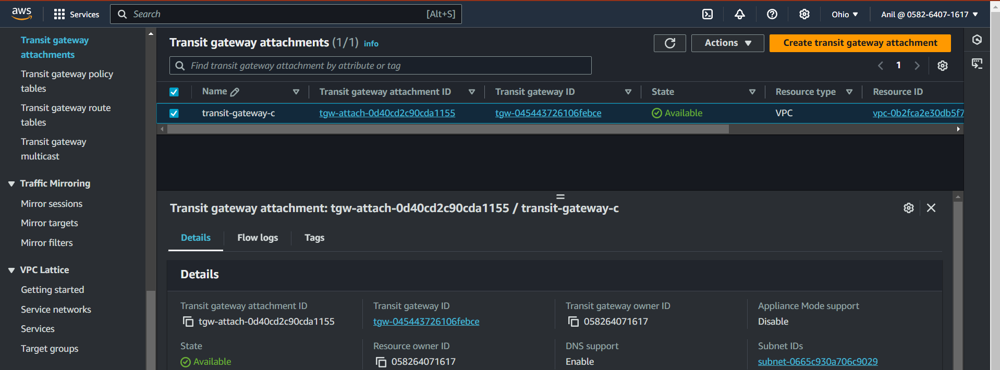 aws
Services
Search
[Alt+S]
Ohio
Anil @ 0582-6407-1617
Transit gateway
attachments
Transit gateway policy
tables
Transit gateway route
tables
Transit gateway
multicast
Traffic Mirroring
Mirror sessions
Mirror targets
Mirror filters
VPC Lattice
Getting started
Service networks
Services
Target groups
Transit gateway attachments (1/1) info
Actions
Create transit gateway attachment
Find transit gateway attachment by attribute or tag
1
Name Transit gateway attachment ID Transit gateway ID State Resource type Resource ID
transit-gateway-c tgw-attach-0d40cd2c90cda1155 tgw-045443726106febce Available VPC vpc-0b2fca2e30db5f7
Transit gateway attachment: tgw-attach-0d40cd2c90cda1155 / transit-gateway-c
Details Flow logs Tags
Details
Transit gateway attachment ID Transit gateway ID Transit gateway owner ID Appliance Mode support
tgw-attach-0d40cd2c90cda1155 tgw-045443726106febce 058264071617 Disable
State Resource owner ID DNS support Subnet IDs
Available 058264071617 Enable subnet-0665c930a706c9029